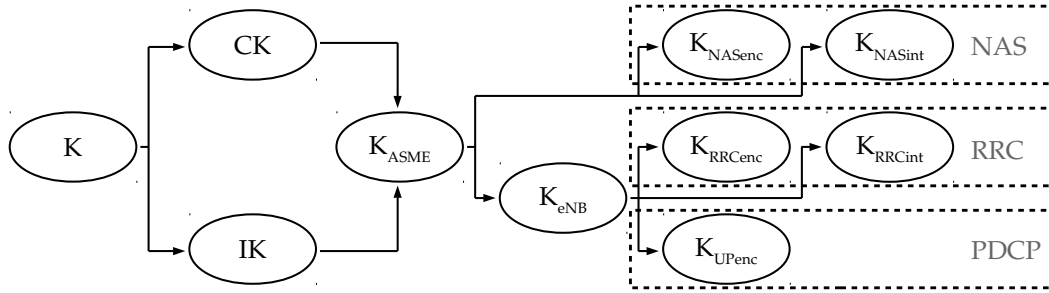 K
CK
IK
K_ASME
K_eNB
K_NASenc
K_NASint
NAS
K_RRCenc
K_RRCint
RRC
K_UPenc
PDCP